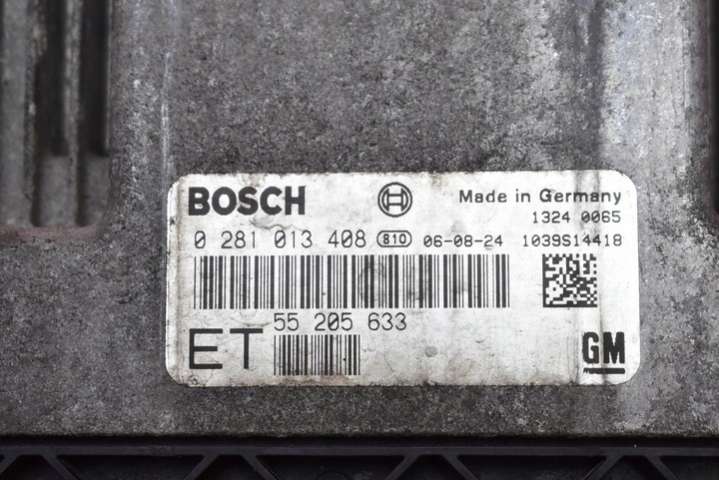 BOSCH Made in Germany
1324 0065
0 281 013 408 810 06-08-24 1039S14418
55 205 633
ET GM